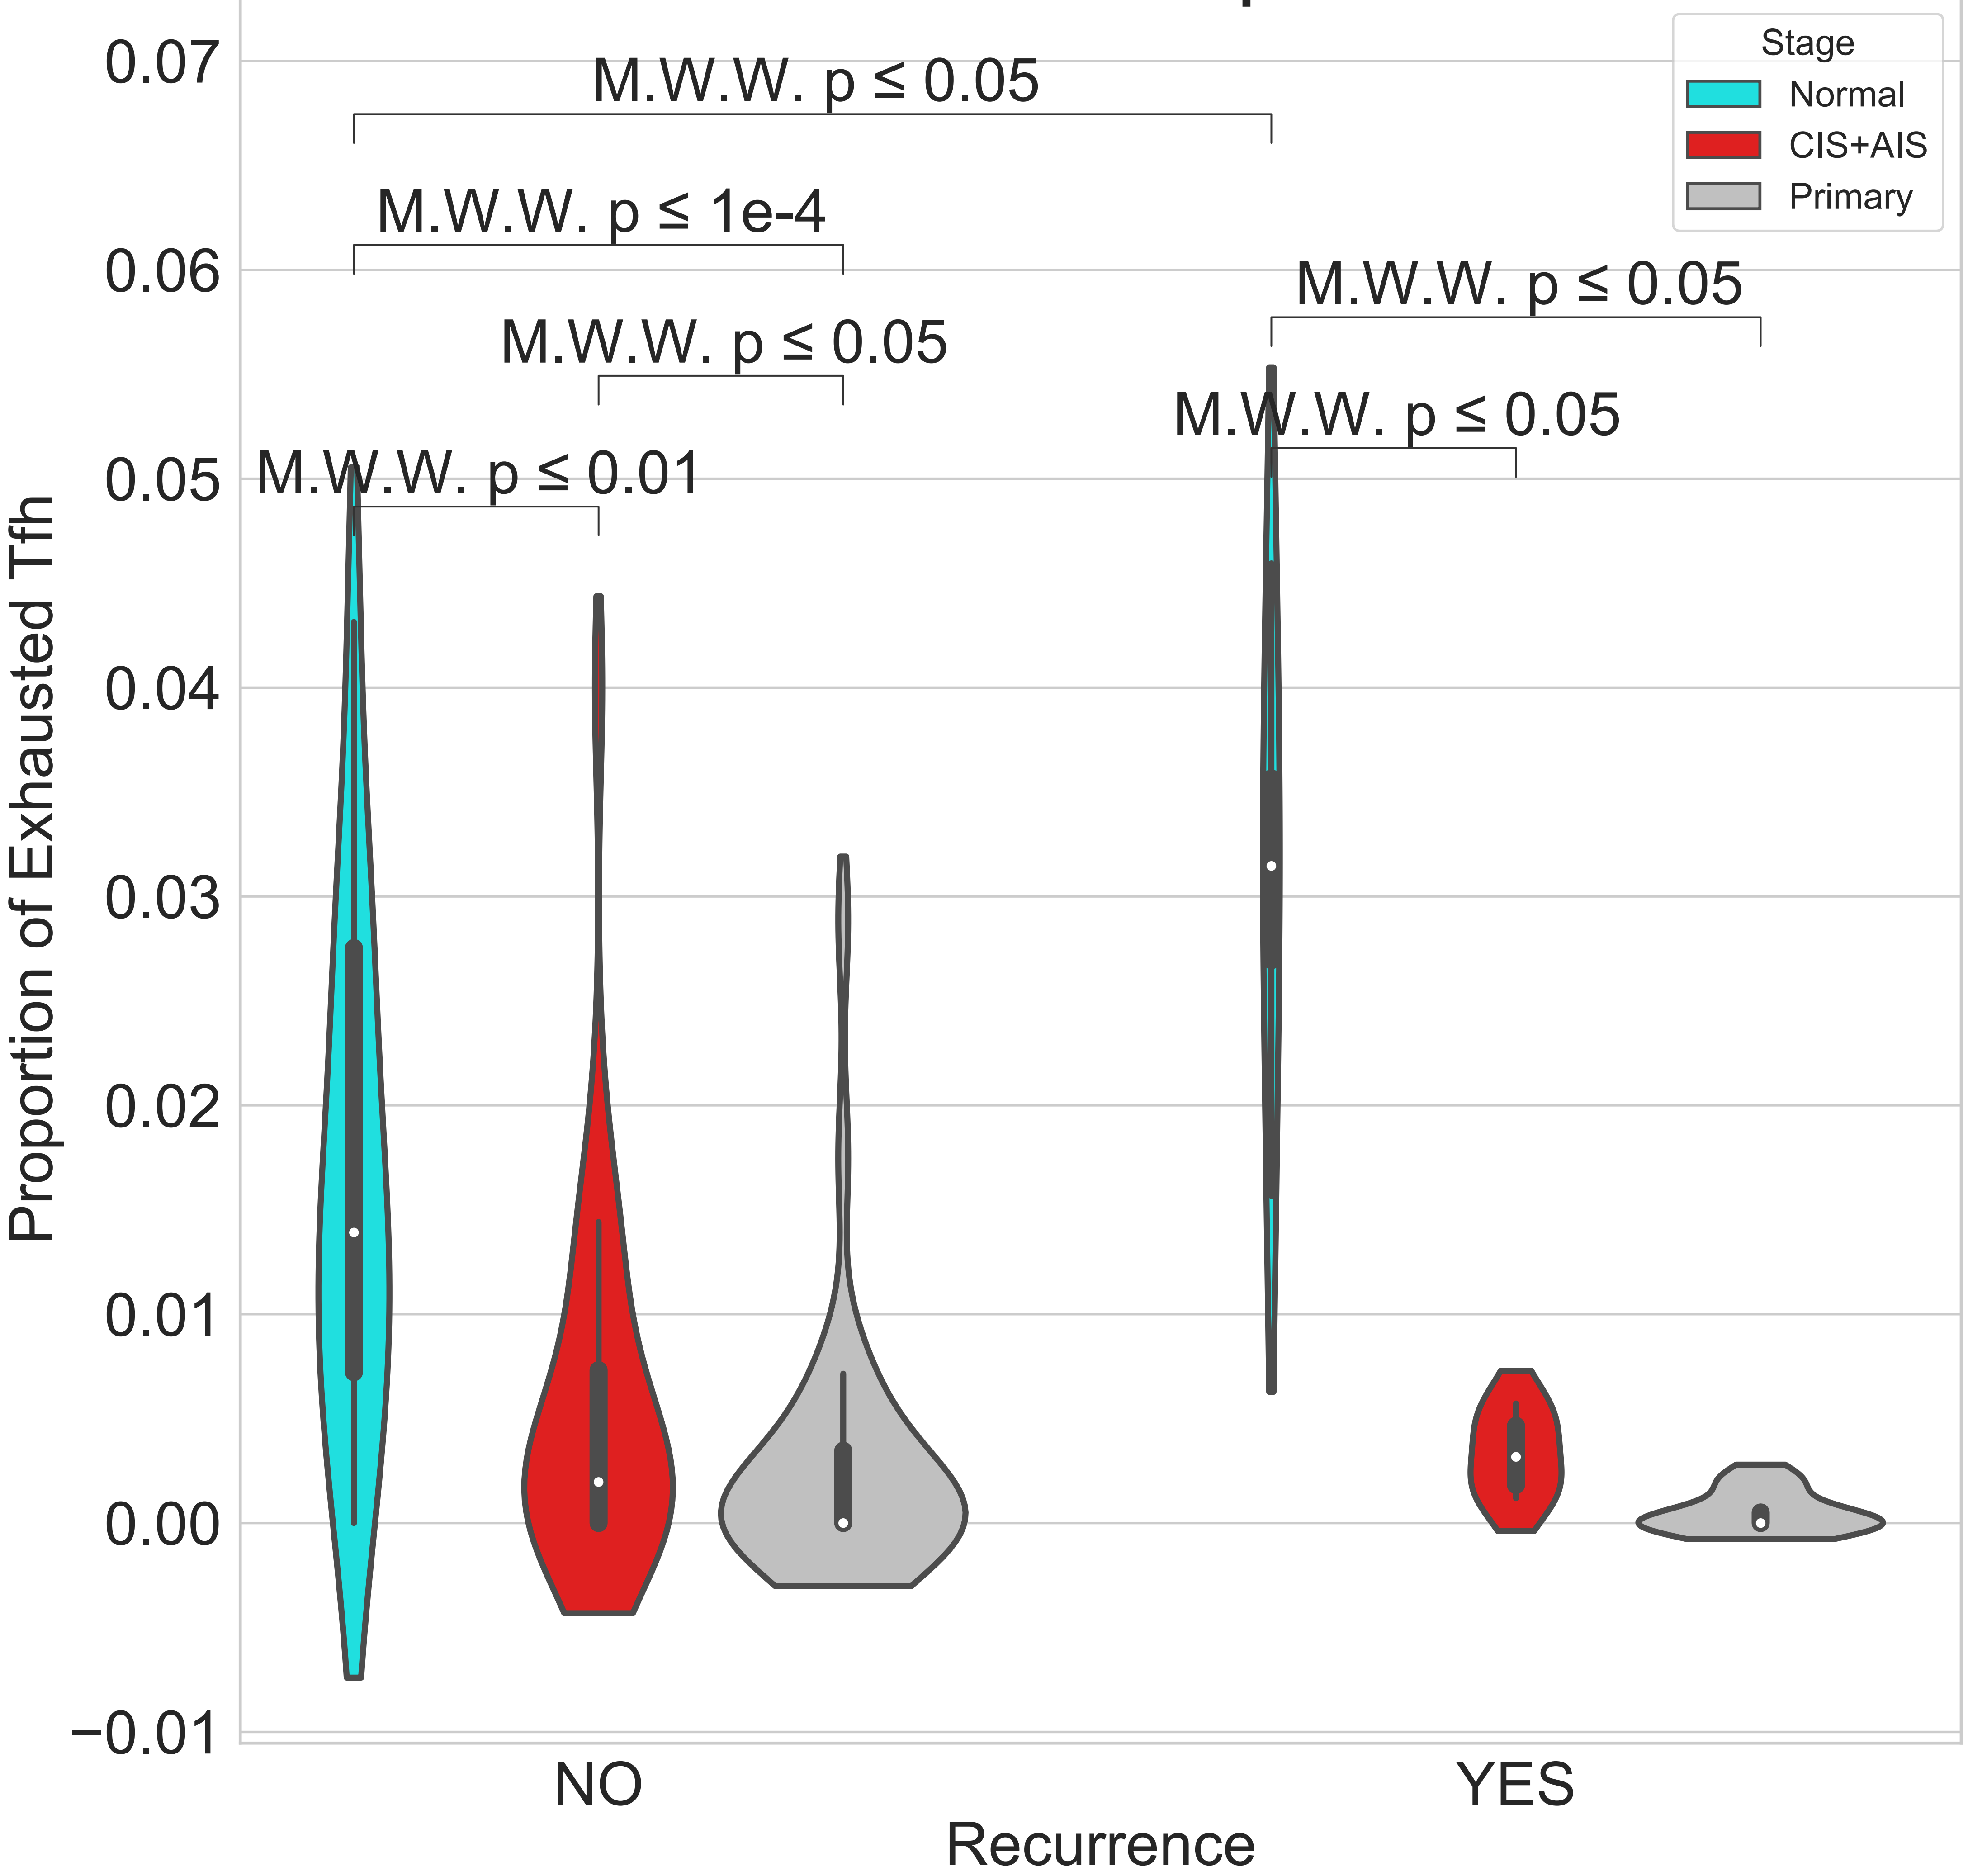 0.07
0.06
0.05
0.04
0.03
0.02
0.01
0.00
−0.01
Proportion of Exhausted Tfh
M.W.W. p ≤ 0.05
M.W.W. p ≤ 1e-4
M.W.W. p ≤ 0.05
M.W.W. p ≤ 0.01
M.W.W. p ≤ 0.05
M.W.W. p ≤ 0.05
Stage
Normal
CIS+AIS
Primary
NO
YES
Recurrence